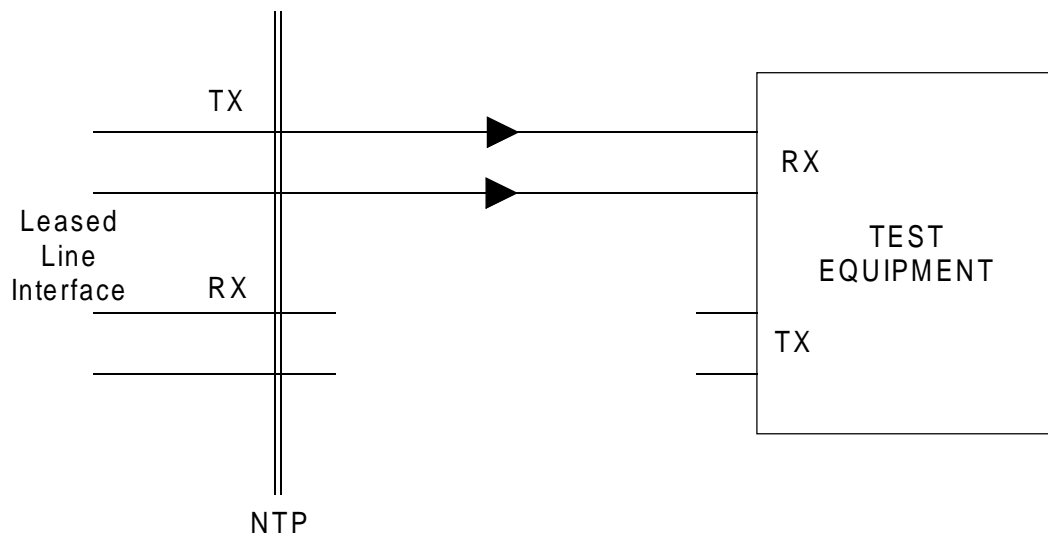 TX
RX
Leased
Line
Interface
TEST
EQUIPMENT
RX
TX
NTP